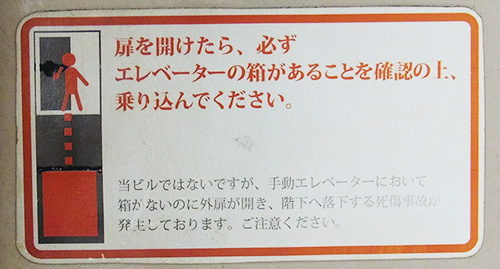 扉を開けたら、必ず
エレベーターの箱があることを確認の上、
乗り込んでください。
当ビルではないですが、手動エレベーターにおいて
箱がないのに外扉が開き、階下へ落下する死傷事故が
発生しております。ご注意ください。